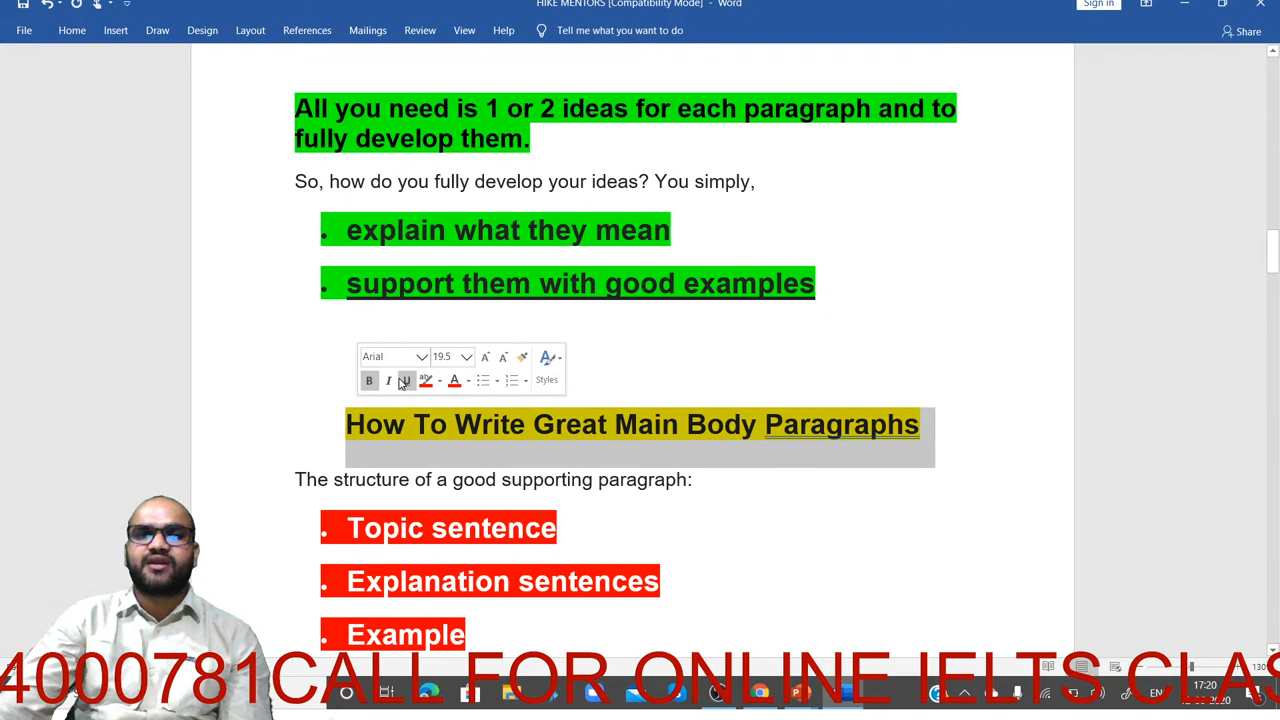 HIKE MENTORS [Compatibility Mode] - Word
Sign in
File Home Insert Draw Design Layout References Mailings Review View Help Tell me what you want to do
Share
All you need is 1 or 2 ideas for each paragraph and to
fully develop them.
So, how do you fully develop your ideas? You simply,
• explain what they mean
• support them with good examples
Arial 19.5
Styles
How To Write Great Main Body Paragraphs
The structure of a good supporting paragraph:
• Topic sentence
• Explanation sentences
• Example
4000781CALL FOR ONLINE IELTS CLAS
130
ENG
17:20